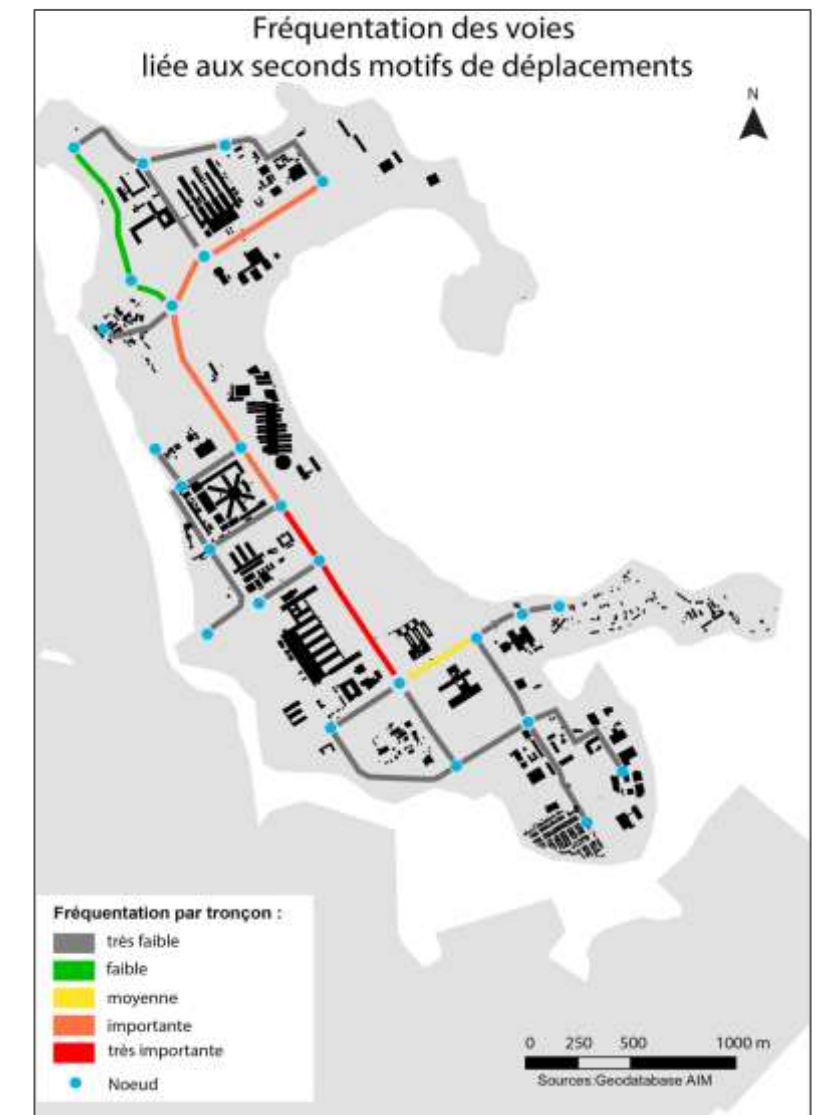 Fréquentation des voies
liée aux seconds motifs de déplacements
N
Fréquentation par tronçon :
très faible
faible
moyenne
importante
très importante
Noeud
0 250 500 1000 m
Sources:Geodatabase AIM